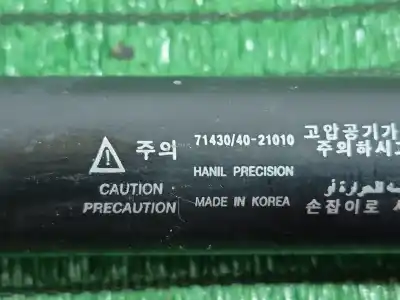 주의
CAUTION
PRECAUTION
71430/40-21010
HANIL PRECISION
MADE IN KOREA
고압공기가
주의하시고
손잡이로